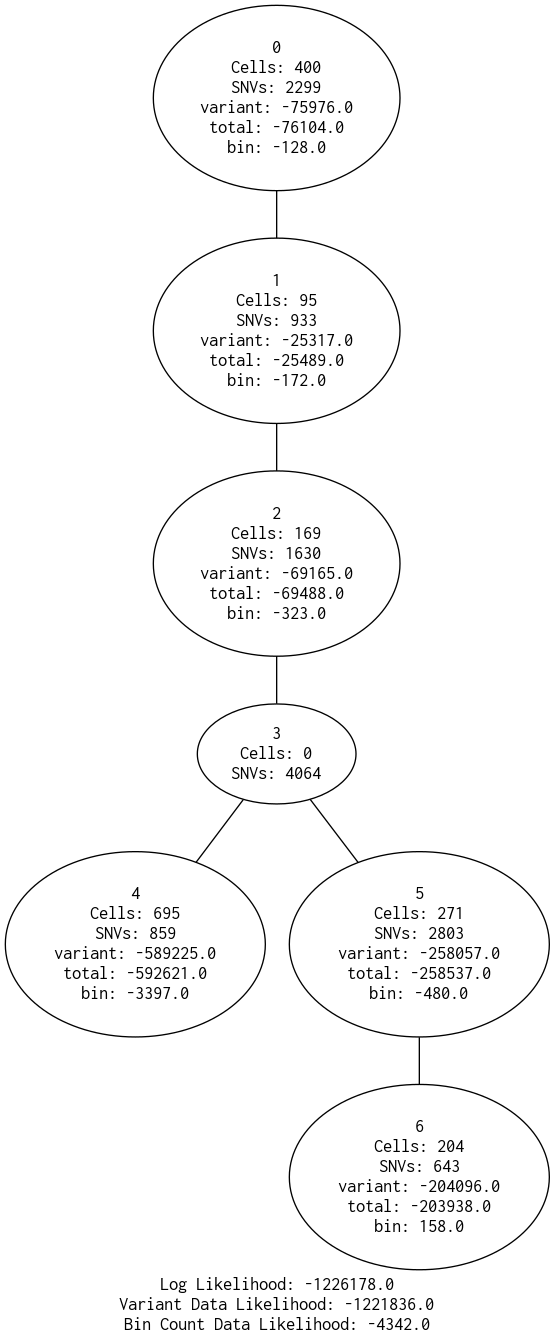 0
Cells: 400
SNVs: 2299
variant: -75976.0
total: -76104.0
bin: -128.0
1
Cells: 95
SNVs: 933
variant: -25317.0
total: -25489.0
bin: -172.0
2
Cells: 169
SNVs: 1630
variant: -69165.0
total: -69488.0
bin: -323.0
3
Cells: 0
SNVs: 4064
4
Cells: 695
SNVs: 859
variant: -589225.0
total: -592621.0
bin: -3397.0
5
Cells: 271
SNVs: 2803
variant: -258057.0
total: -258537.0
bin: -480.0
6
Cells: 204
SNVs: 643
variant: -204096.0
total: -203938.0
bin: 158.0
Log Likelihood: -1226178.0
Variant Data Likelihood: -1221836.0
Bin Count Data Likelihood: -4342.0